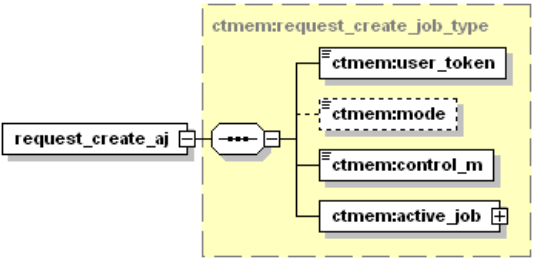 ctmem:request_create_job_type
ctmem:user_token
ctmem:mode
request_create_aj
ctmem:control_m
ctmem:active_job